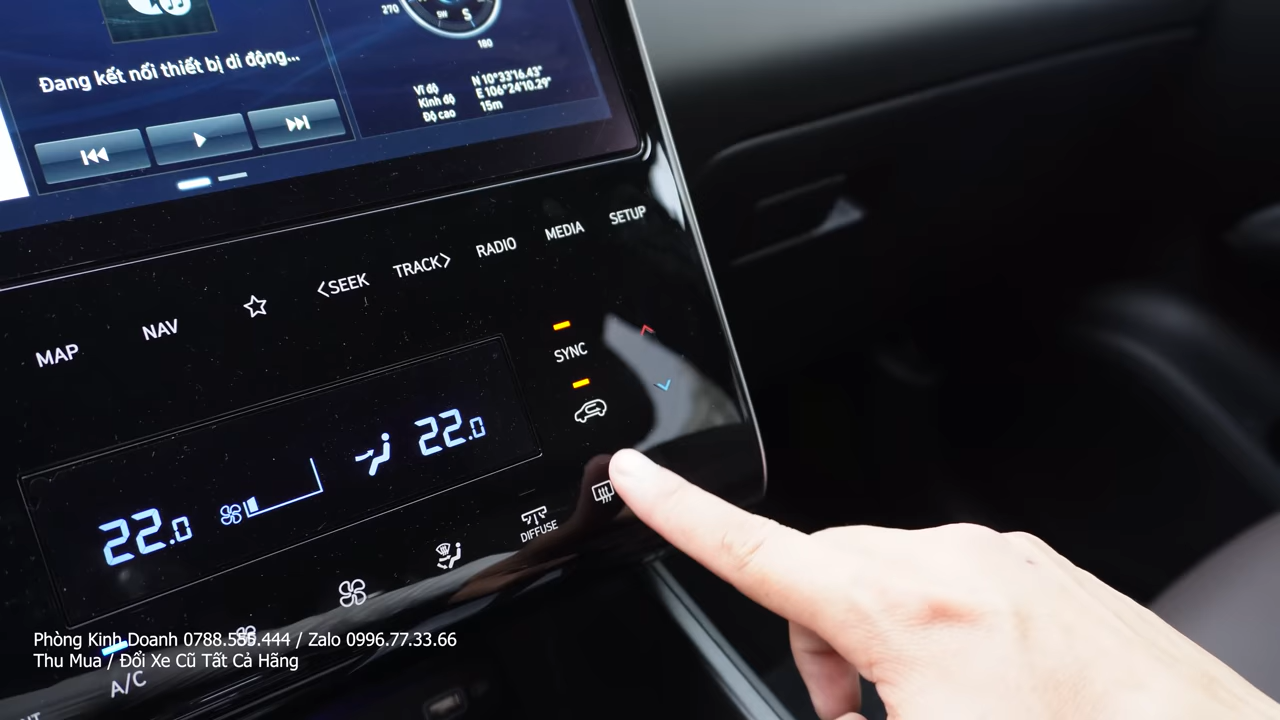 270
SW
S
180
Đang kết nối thiết bị di động...
Vĩ độ N 10°33'16.43"
Kinh độ E 106°24'10.29"
Độ cao 15m
MAP
NAV
<SEEK
TRACK>
RADIO
MEDIA
SETUP
SYNC
22.0
22.0
DIFFUSE
A/C
Phòng Kinh Doanh 0788.555.444 / Zalo 0996.77.33.66
Thu Mua / Đổi Xe Cũ Tất Cả Hãng